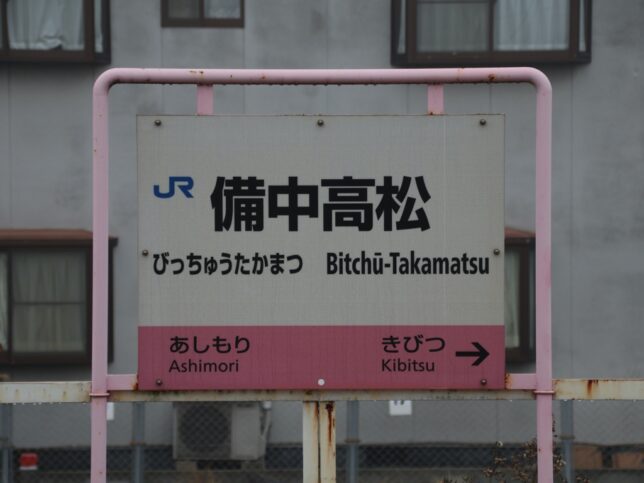 JR 備中高松
びっちゅうたかまつ Bitchū-Takamatsu
あしもり きびつ →
Ashimori Kibitsu